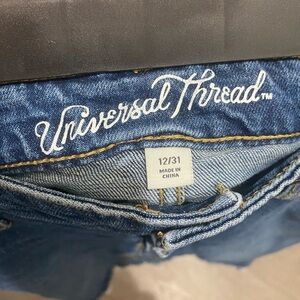 Universal Thread™
12/31
MADE IN
CHINA